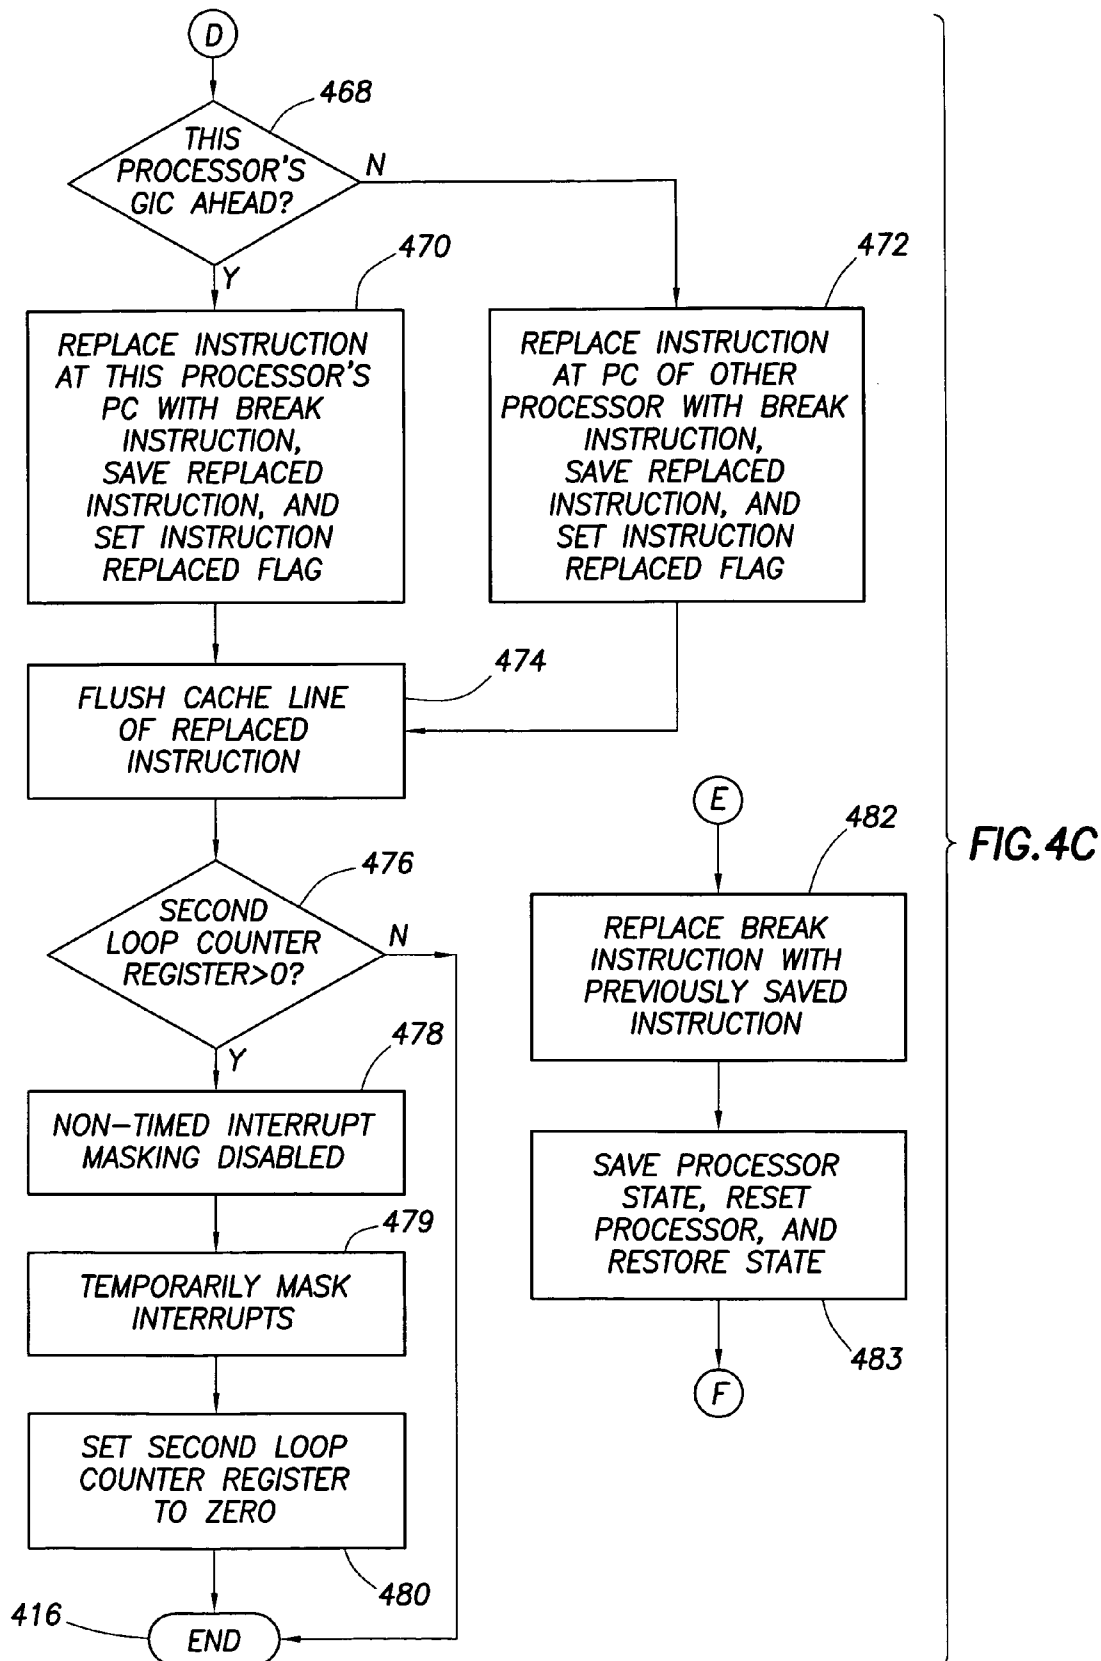 D
468
THIS
PROCESSOR'S
GIC AHEAD?
N
Y
470
REPLACE INSTRUCTION
AT THIS PROCESSOR'S
PC WITH BREAK
INSTRUCTION,
SAVE REPLACED
INSTRUCTION, AND
SET INSTRUCTION
REPLACED FLAG
472
REPLACE INSTRUCTION
AT PC OF OTHER
PROCESSOR WITH BREAK
INSTRUCTION,
SAVE REPLACED
INSTRUCTION, AND
SET INSTRUCTION
REPLACED FLAG
474
FLUSH CACHE LINE
OF REPLACED
INSTRUCTION
476
SECOND
LOOP COUNTER
REGISTER>0?
N
Y
478
NON-TIMED INTERRUPT
MASKING DISABLED
479
TEMPORARILY MASK
INTERRUPTS
SET SECOND LOOP
COUNTER REGISTER
TO ZERO
480
416
END
E
482
REPLACE BREAK
INSTRUCTION WITH
PREVIOUSLY SAVED
INSTRUCTION
SAVE PROCESSOR
STATE, RESET
PROCESSOR, AND
RESTORE STATE
483
F
FIG.4C